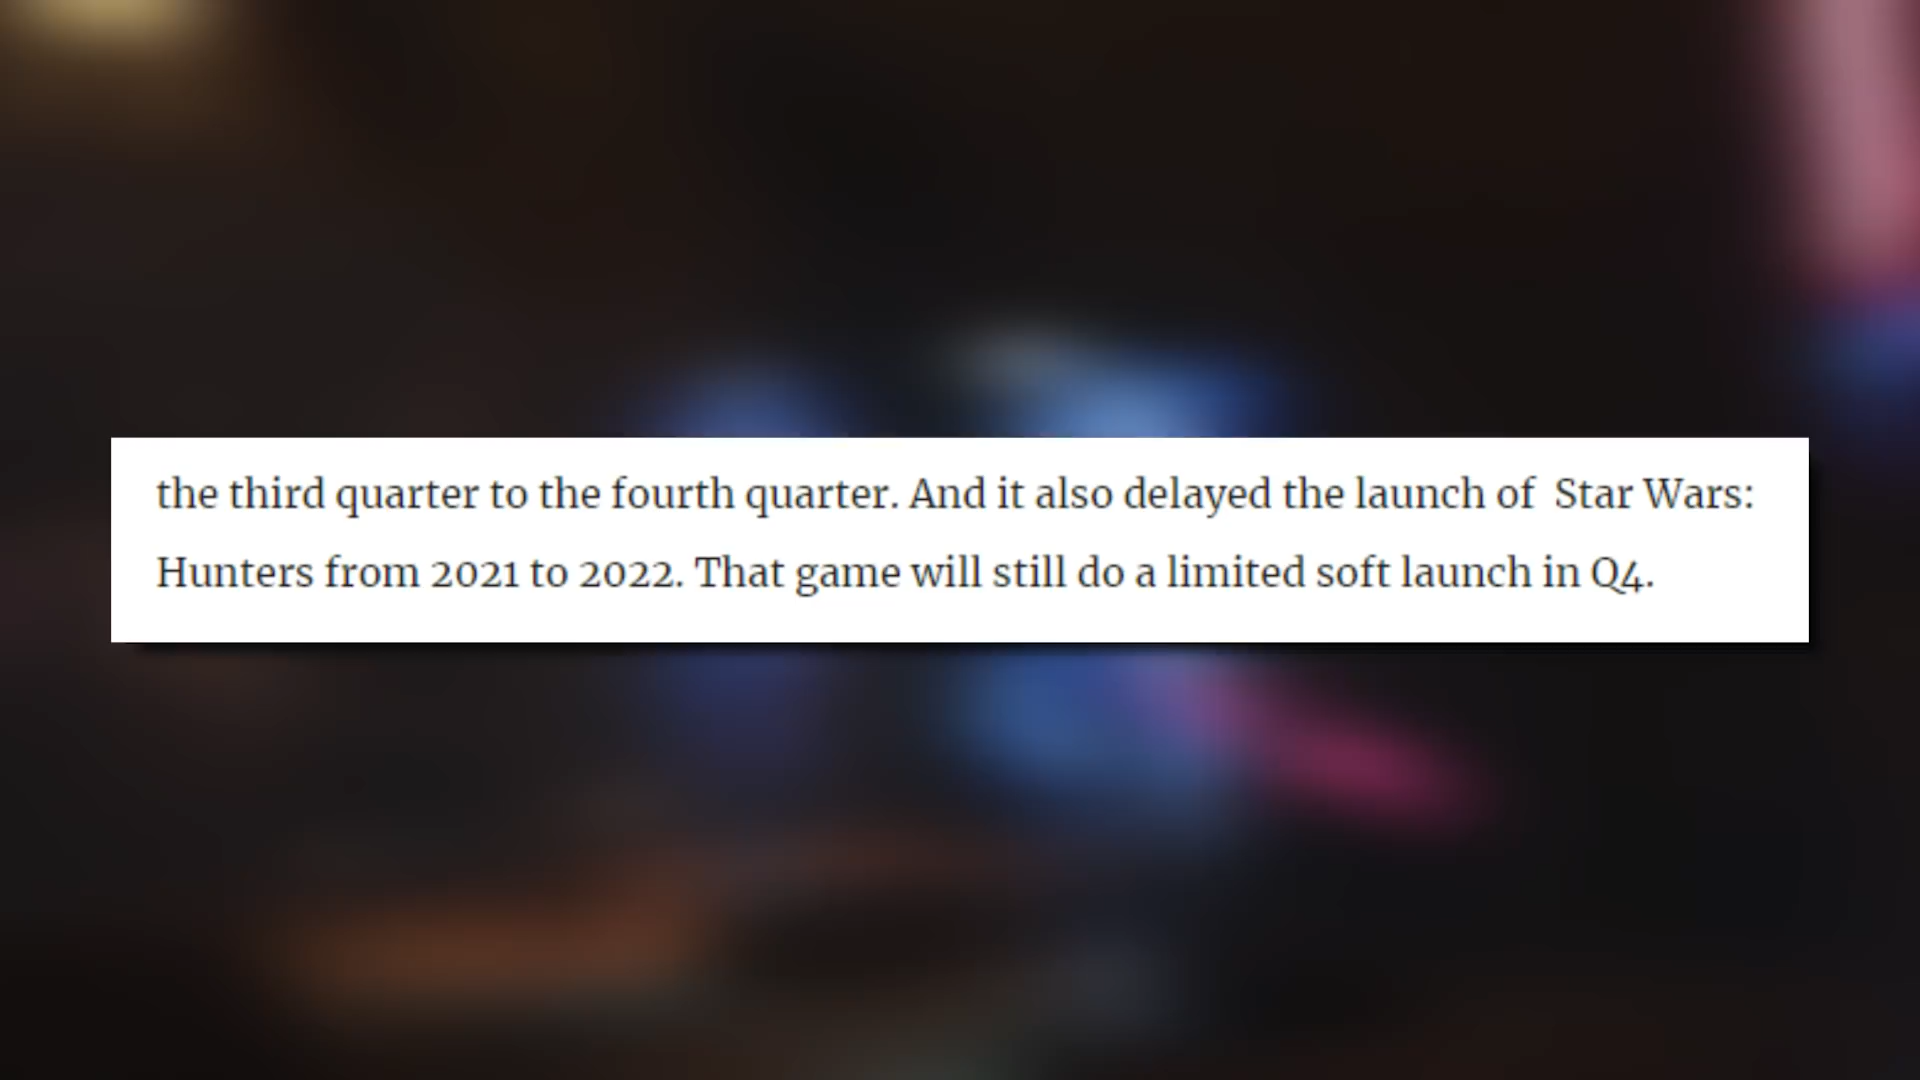 the third quarter to the fourth quarter. And it also delayed the launch of Star Wars:
Hunters from 2021 to 2022. That game will still do a limited soft launch in Q4.